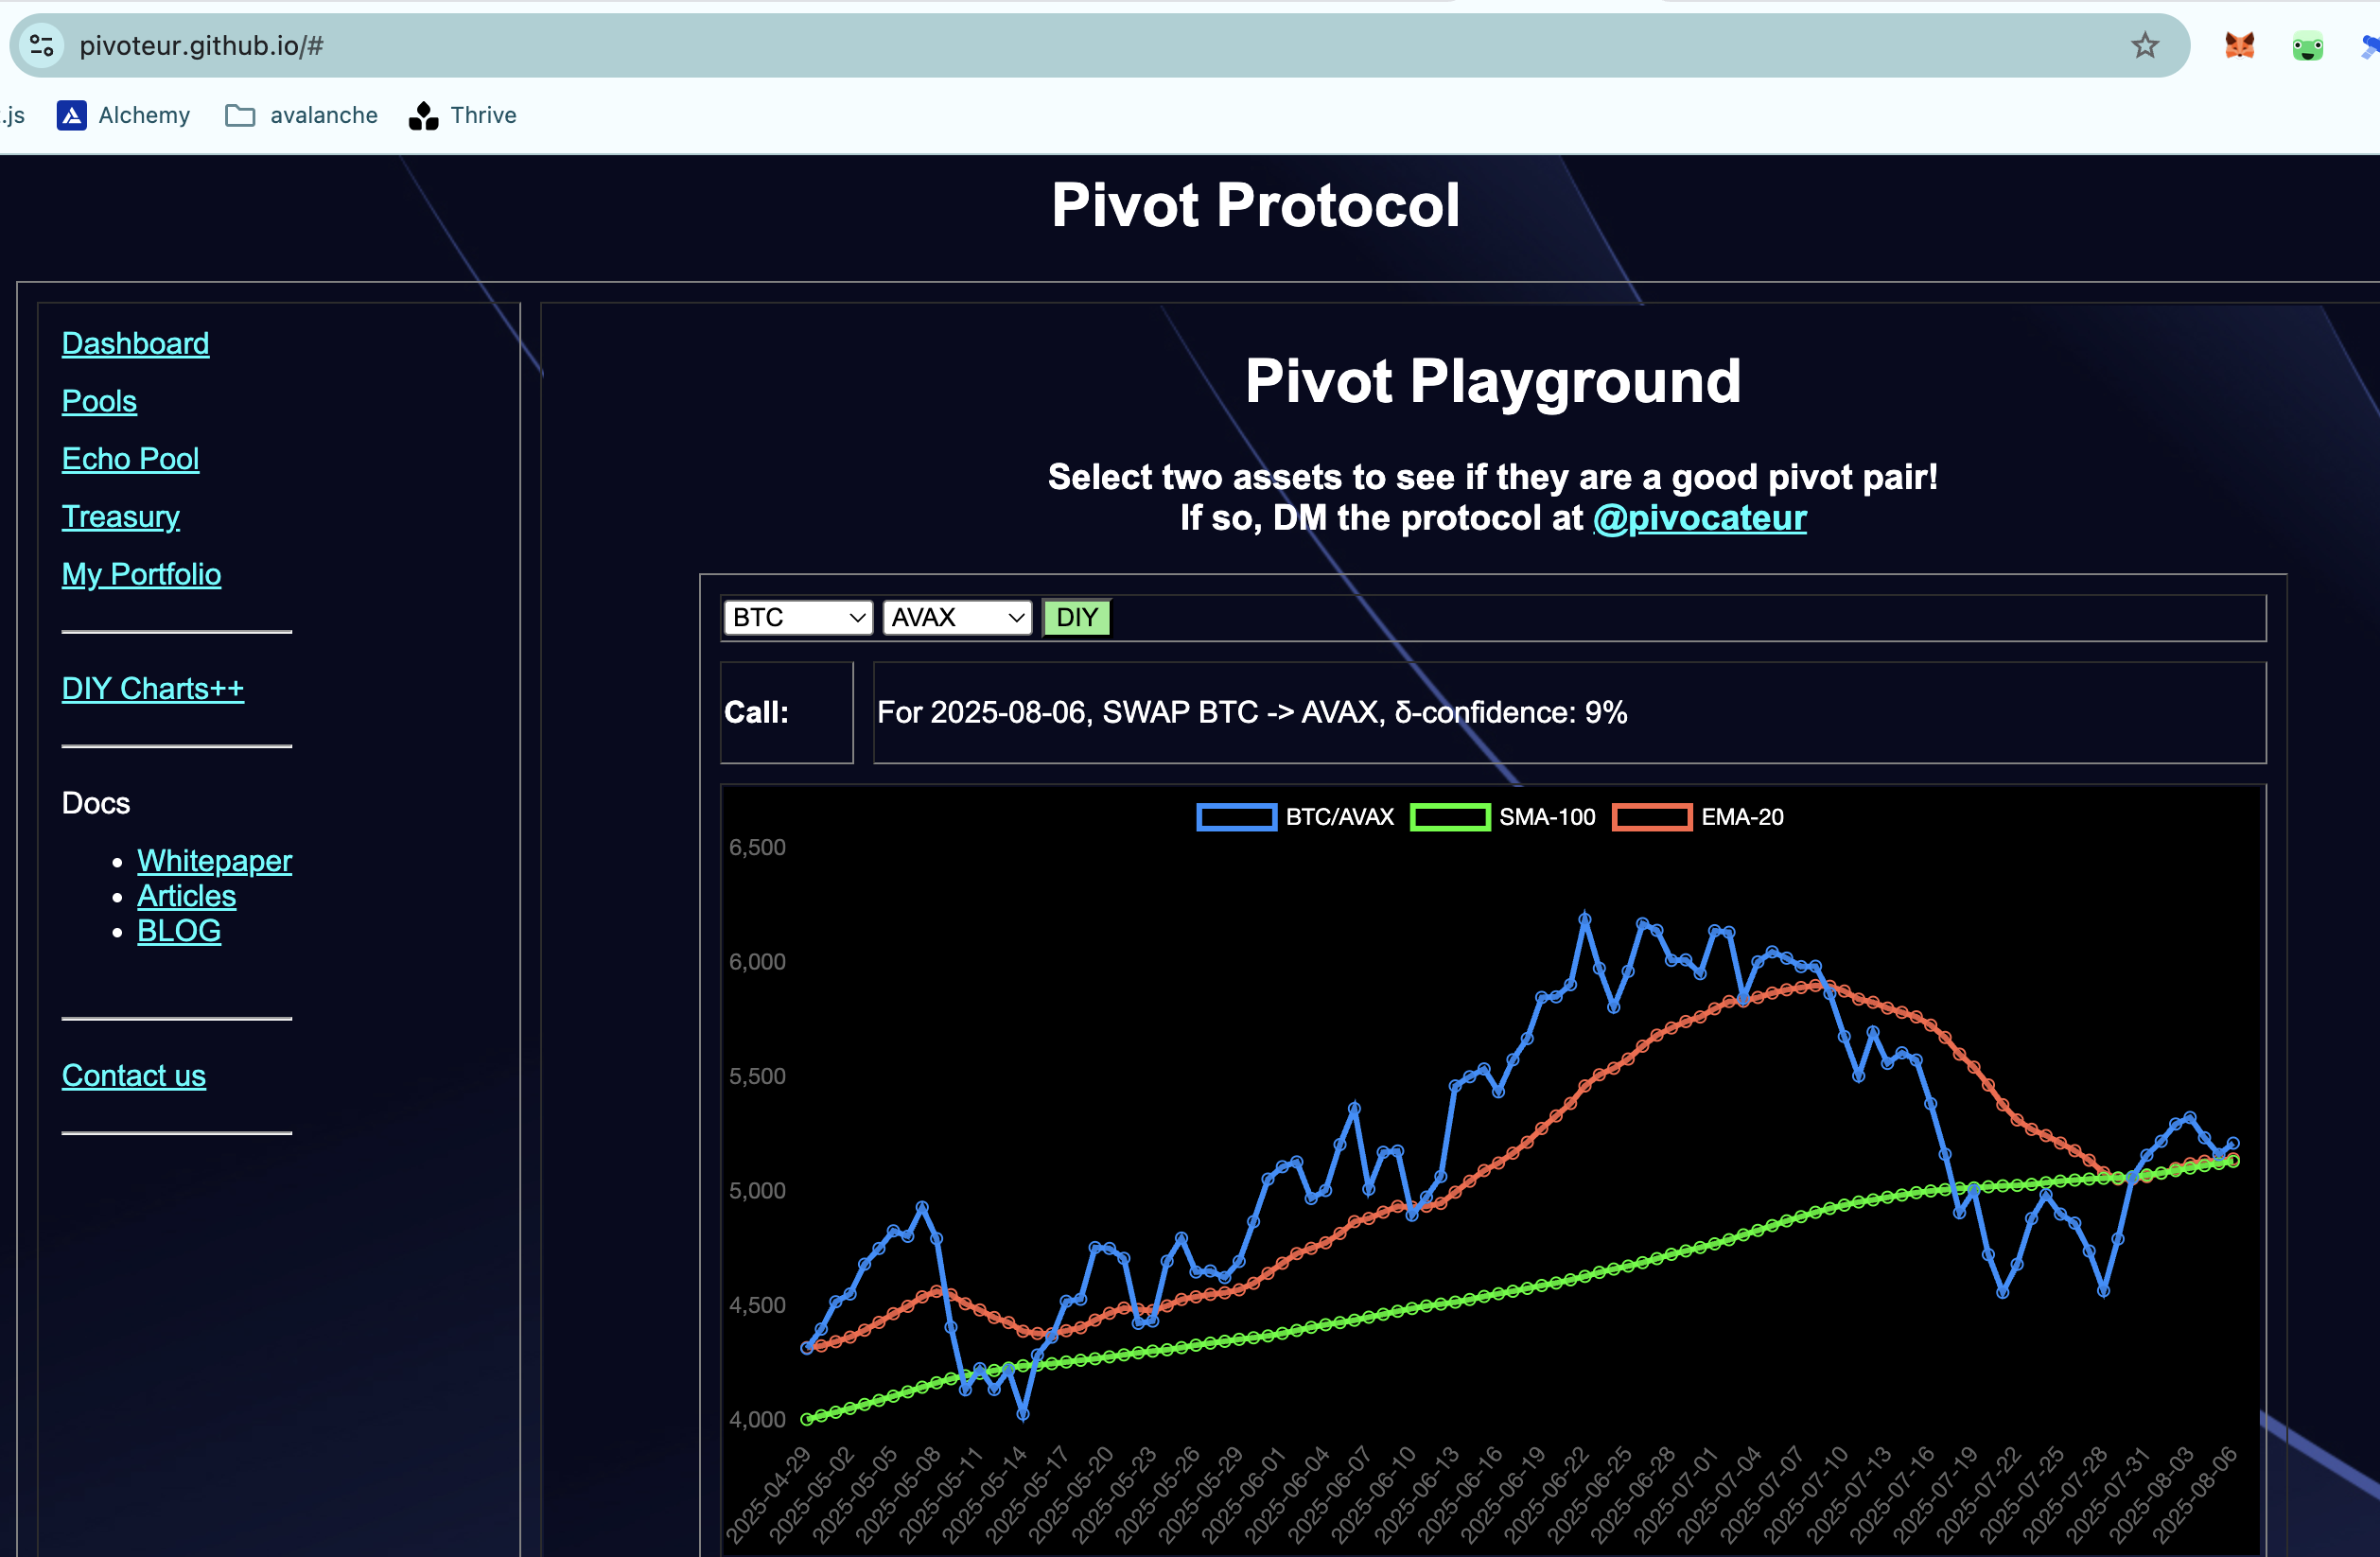 pivoteur.github.io/#
.js
Alchemy
avalanche
Thrive
Pivot Protocol
Dashboard
Pools
Echo Pool
Treasury
My Portfolio
DIY Charts++
Docs
Whitepaper
Articles
BLOG
Contact us
Pivot Playground
Select two assets to see if they are a good pivot pair!
If so, DM the protocol at @pivocateur
BTC AVAX DIY
Call: For 2025-08-06, SWAP BTC -> AVAX, δ-confidence: 9%
BTC/AVAX SMA-100 EMA-20
6,500
6,000
5,500
5,000
4,500
4,000
2025-04-29
2025-05-02
2025-05-05
2025-05-08
2025-05-11
2025-05-14
2025-05-17
2025-05-20
2025-05-23
2025-05-26
2025-05-29
2025-06-01
2025-06-04
2025-06-07
2025-06-10
2025-06-13
2025-06-16
2025-06-19
2025-06-22
2025-06-25
2025-06-28
2025-07-01
2025-07-04
2025-07-07
2025-07-10
2025-07-13
2025-07-16
2025-07-19
2025-07-22
2025-07-25
2025-07-28
2025-07-31
2025-08-03
2025-08-06